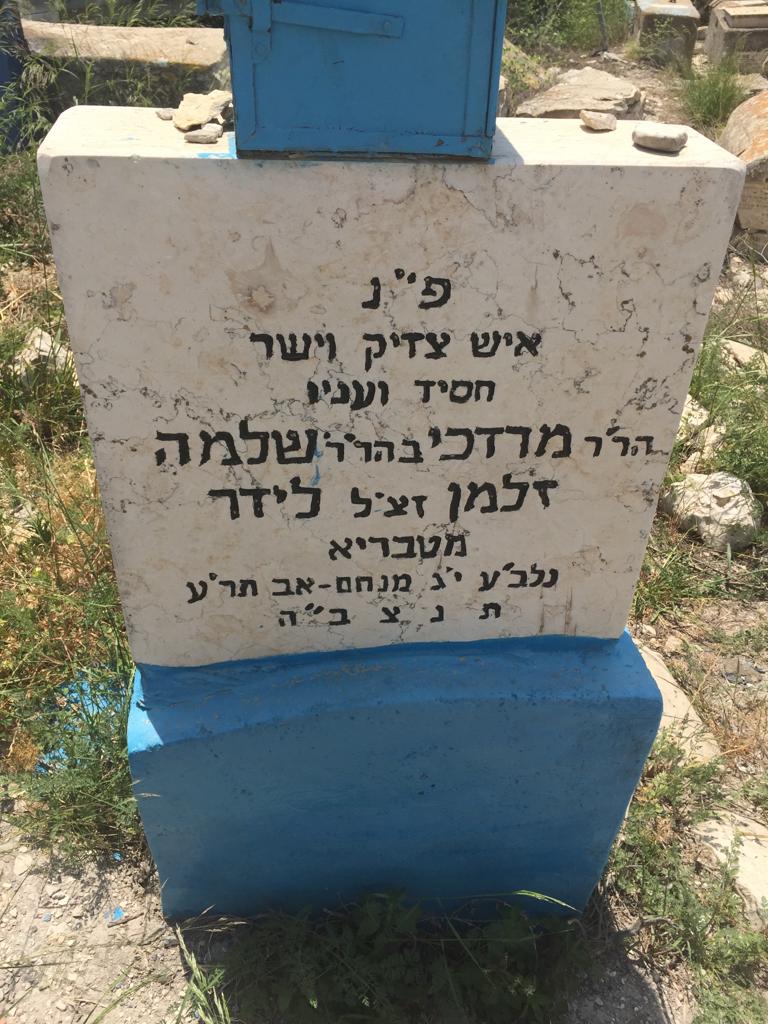 פ״נ
איש צדיק וישר
חסיד ועניו
הר״ר מרדכי בהר״ר שלמה
זלמן זצ״ל לידר
מטבריא
נלב״ע י״ג מנחם-אב תר״ע
ת נ צ ב״ה